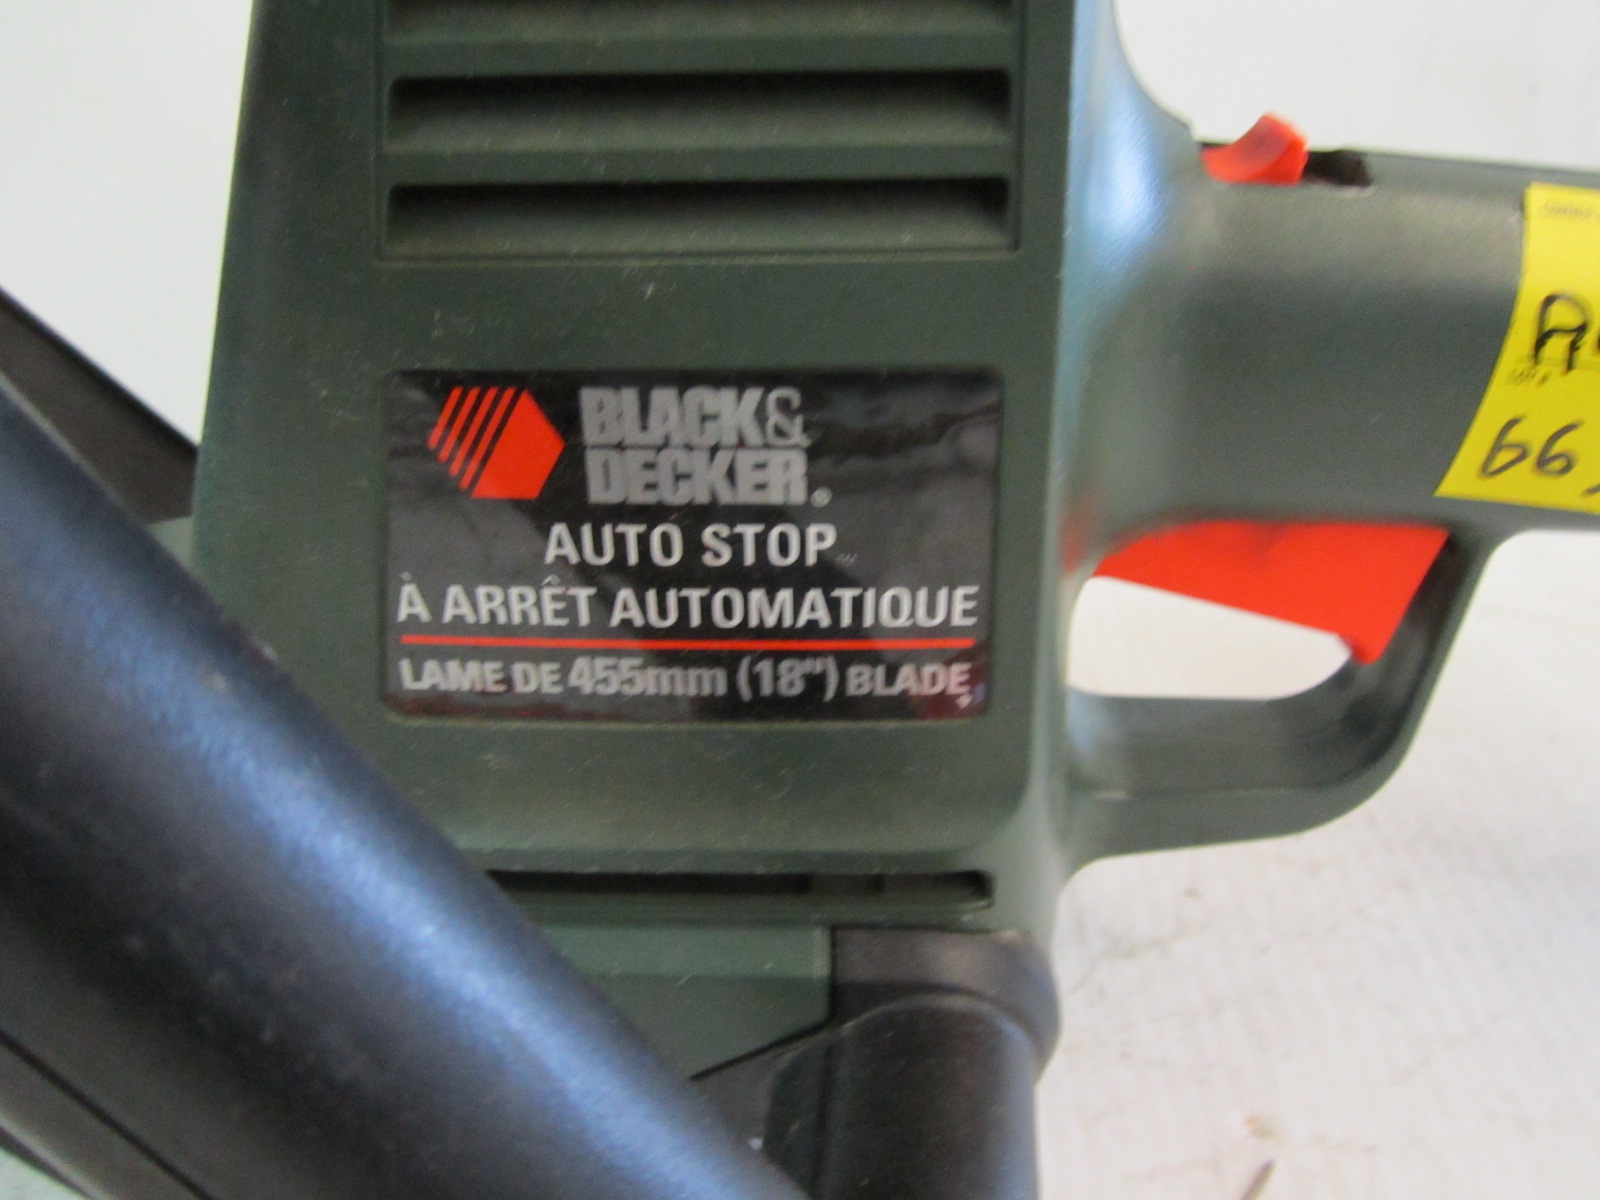 BLACK&
DECKER®
AUTO STOP
À ARRÊT AUTOMATIQUE
LAME DE 455mm (18") BLADE
66